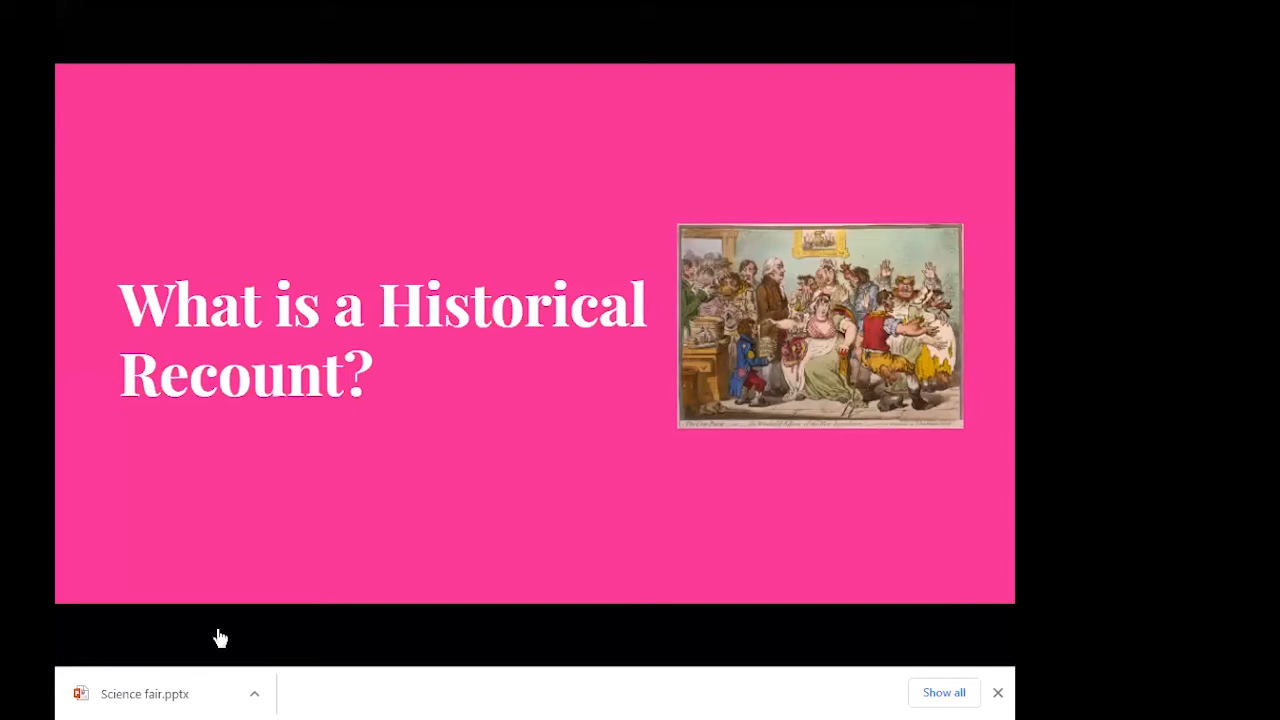 What is a Historical
Recount?
Science fair.pptx
Show all